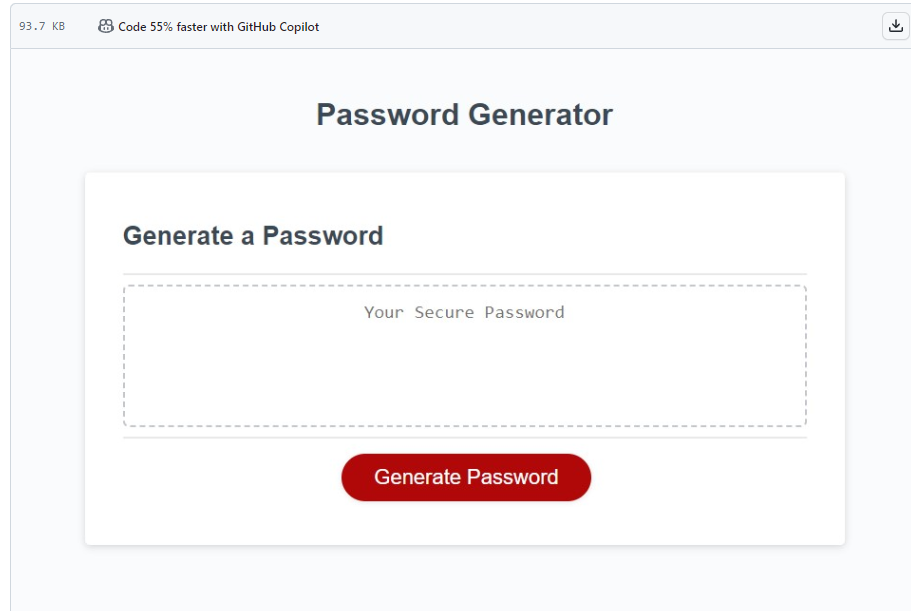 93.7 KB
Code 55% faster with GitHub Copilot
Password Generator
Generate a Password
Your Secure Password
Generate Password